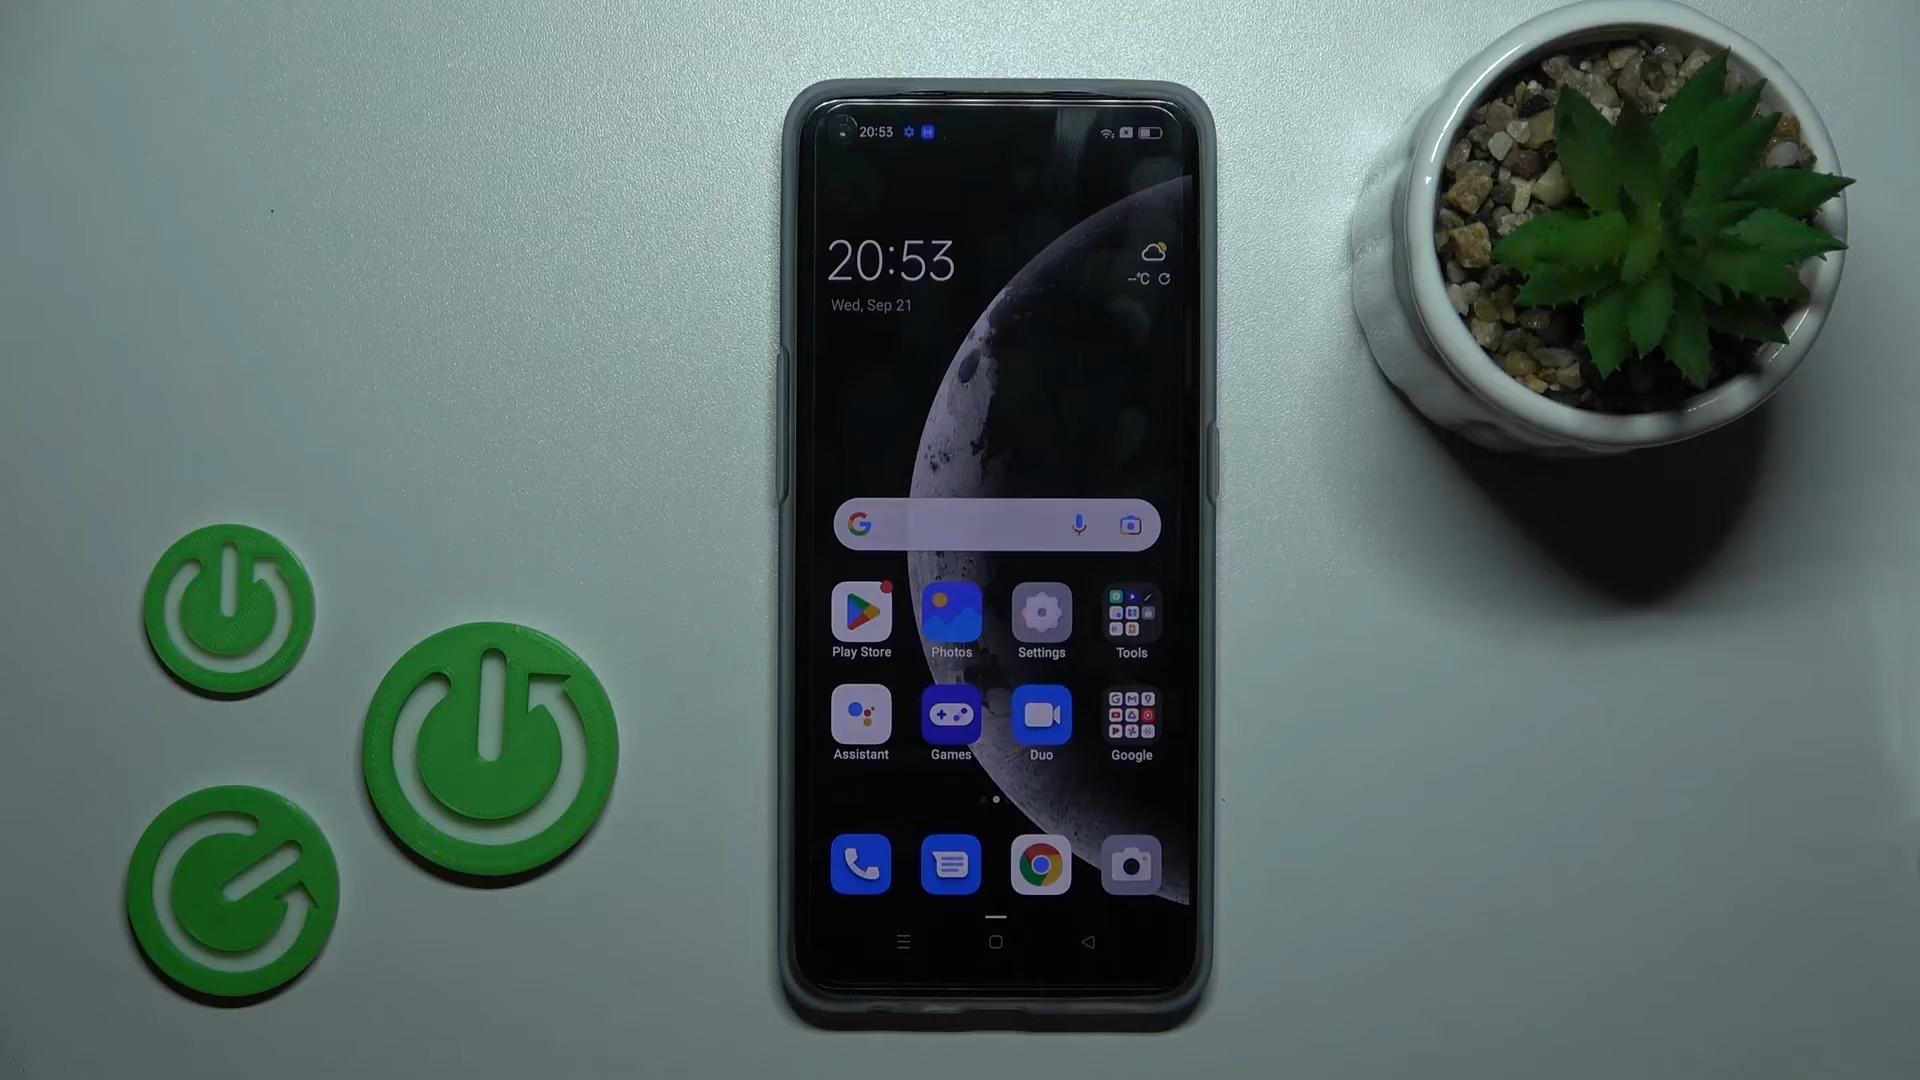 20:53
20:53
--°C
Wed, Sep 21
Play Store
Photos
Settings
Tools
Assistant
Games
Duo
Google